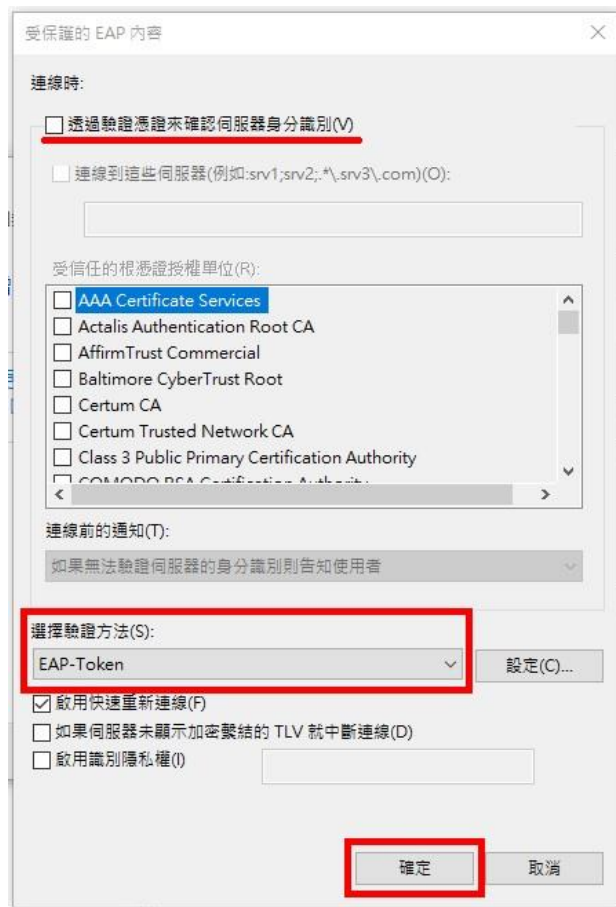 受保護的 EAP 內容
連線時:
透過驗證憑證來確認伺服器身分識別(V)
連線到這些伺服器(例如:srv1;srv2;.*\.srv3\.com)(O):
受信任的根憑證授權單位(R):
AAA Certificate Services
Actalis Authentication Root CA
AffirmTrust Commercial
Baltimore CyberTrust Root
Certum CA
Certum Trusted Network CA
Class 3 Public Primary Certification Authority
COMODO RSA Certification Authority
連線前的通知(T):
如果無法驗證伺服器的身分識別則告知使用者
選擇驗證方法(S):
EAP-Token
設定(C)...
啟用快速重新連線(F)
如果伺服器未顯示加密繫結的 TLV 就中斷連線(D)
啟用識別隱私權(I)
確定
取消